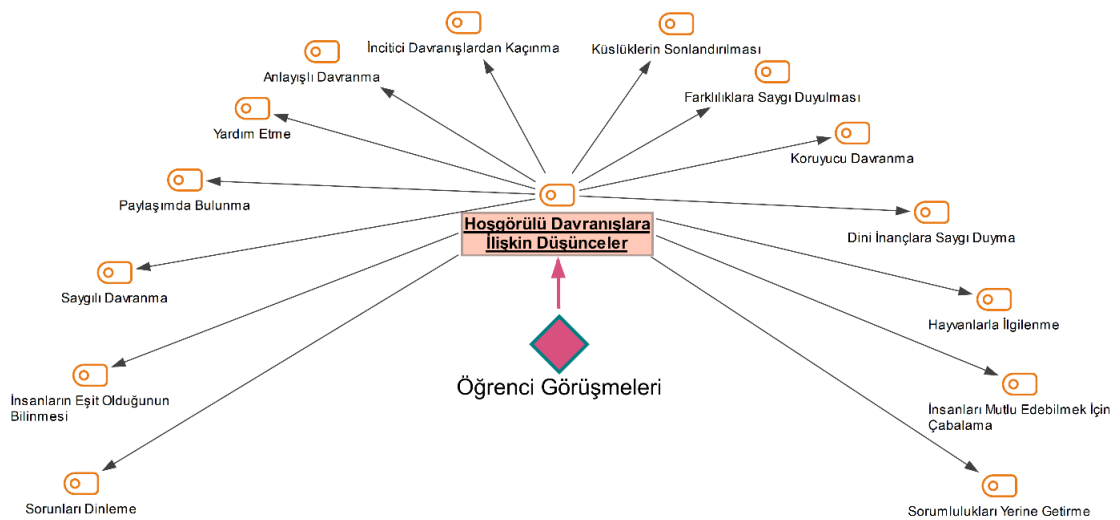 İncitici Davranışlardan Kaçınma
Küslüklerin Sonlandırılması
Anlayışlı Davranma
Farklılıklara Saygı Duyulması
Yardım Etme
Koruyucu Davranma
Paylaşımda Bulunma
Hoşgörülü Davranışlara
İlişkin Düşünceler
Dini İnançlara Saygı Duyma
Saygılı Davranma
Hayvanlarla İlgilenme
Öğrenci Görüşmeleri
İnsanların Eşit Olduğunun
Bilinmesi
İnsanları Mutlu Edebilmek İçin
Çabalama
Sorunları Dinleme
Sorumlulukları Yerine Getirme